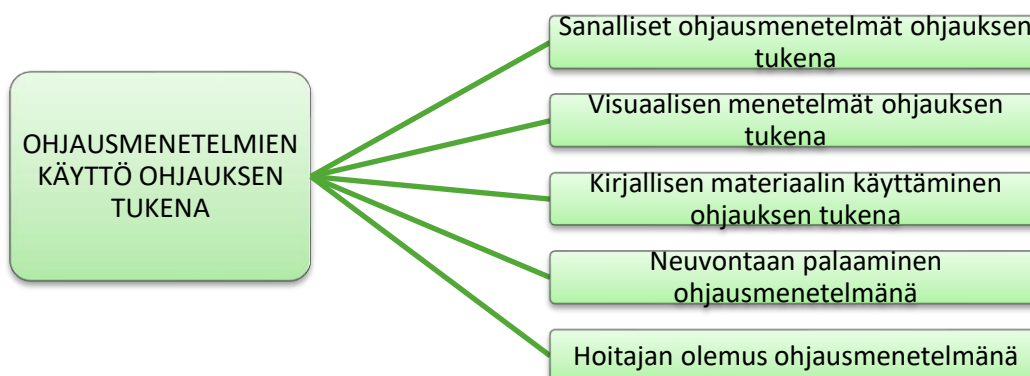 OHJAUSMENETELMIEN
KÄYTTÖ OHJAUKSEN
TUKENA
Sanalliset ohjausmenetelmät ohjauksen
tukena
Visuaalisen menetelmät ohjauksen
tukena
Kirjallisen materiaalin käyttäminen
ohjauksen tukena
Neuvontaan palaaminen
ohjausmenetelmänä
Hoitajan olemus ohjausmenetelmänä